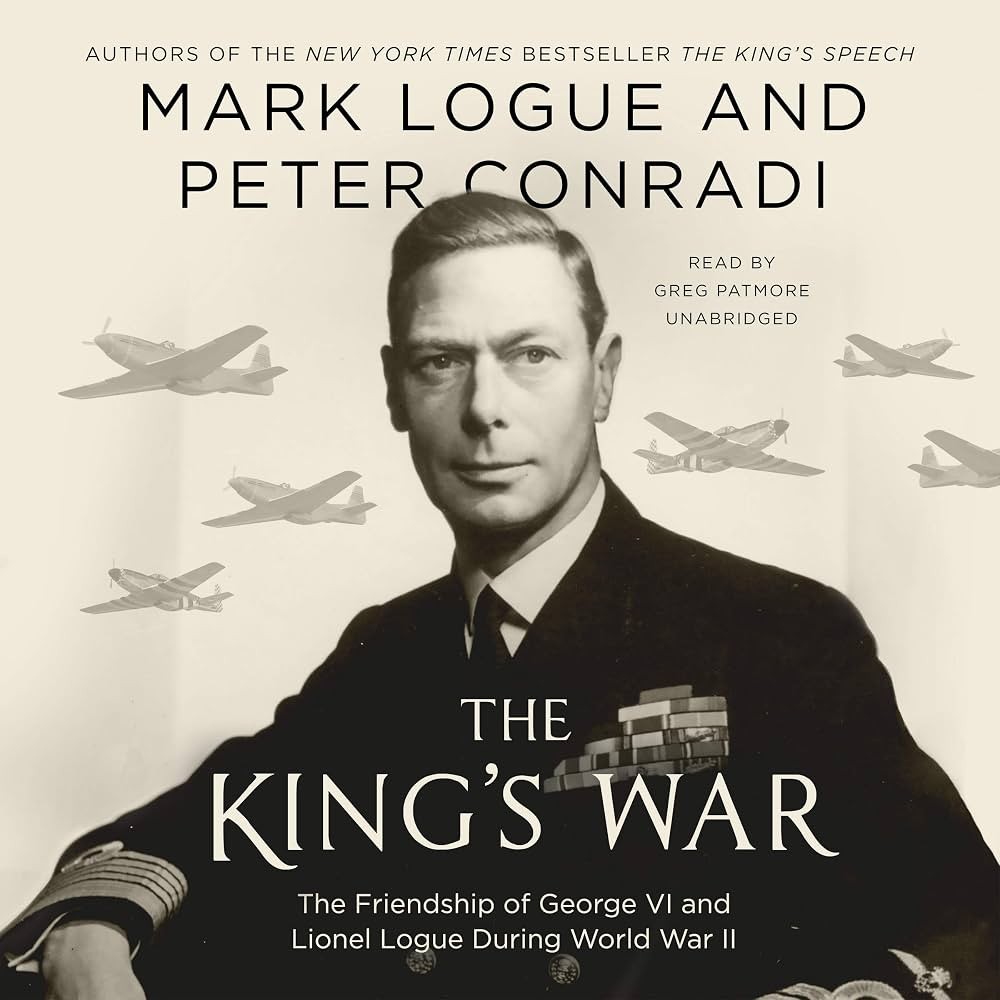 AUTHORS OF THE NEW YORK TIMES BESTSELLER THE KING'S SPEECH
MARK LOGUE AND
PETER CONRADI
READ BY
GREG PATMORE
UNABRIDGED
THE
KING'S WAR
The Friendship of George VI and
Lionel Logue During World War II